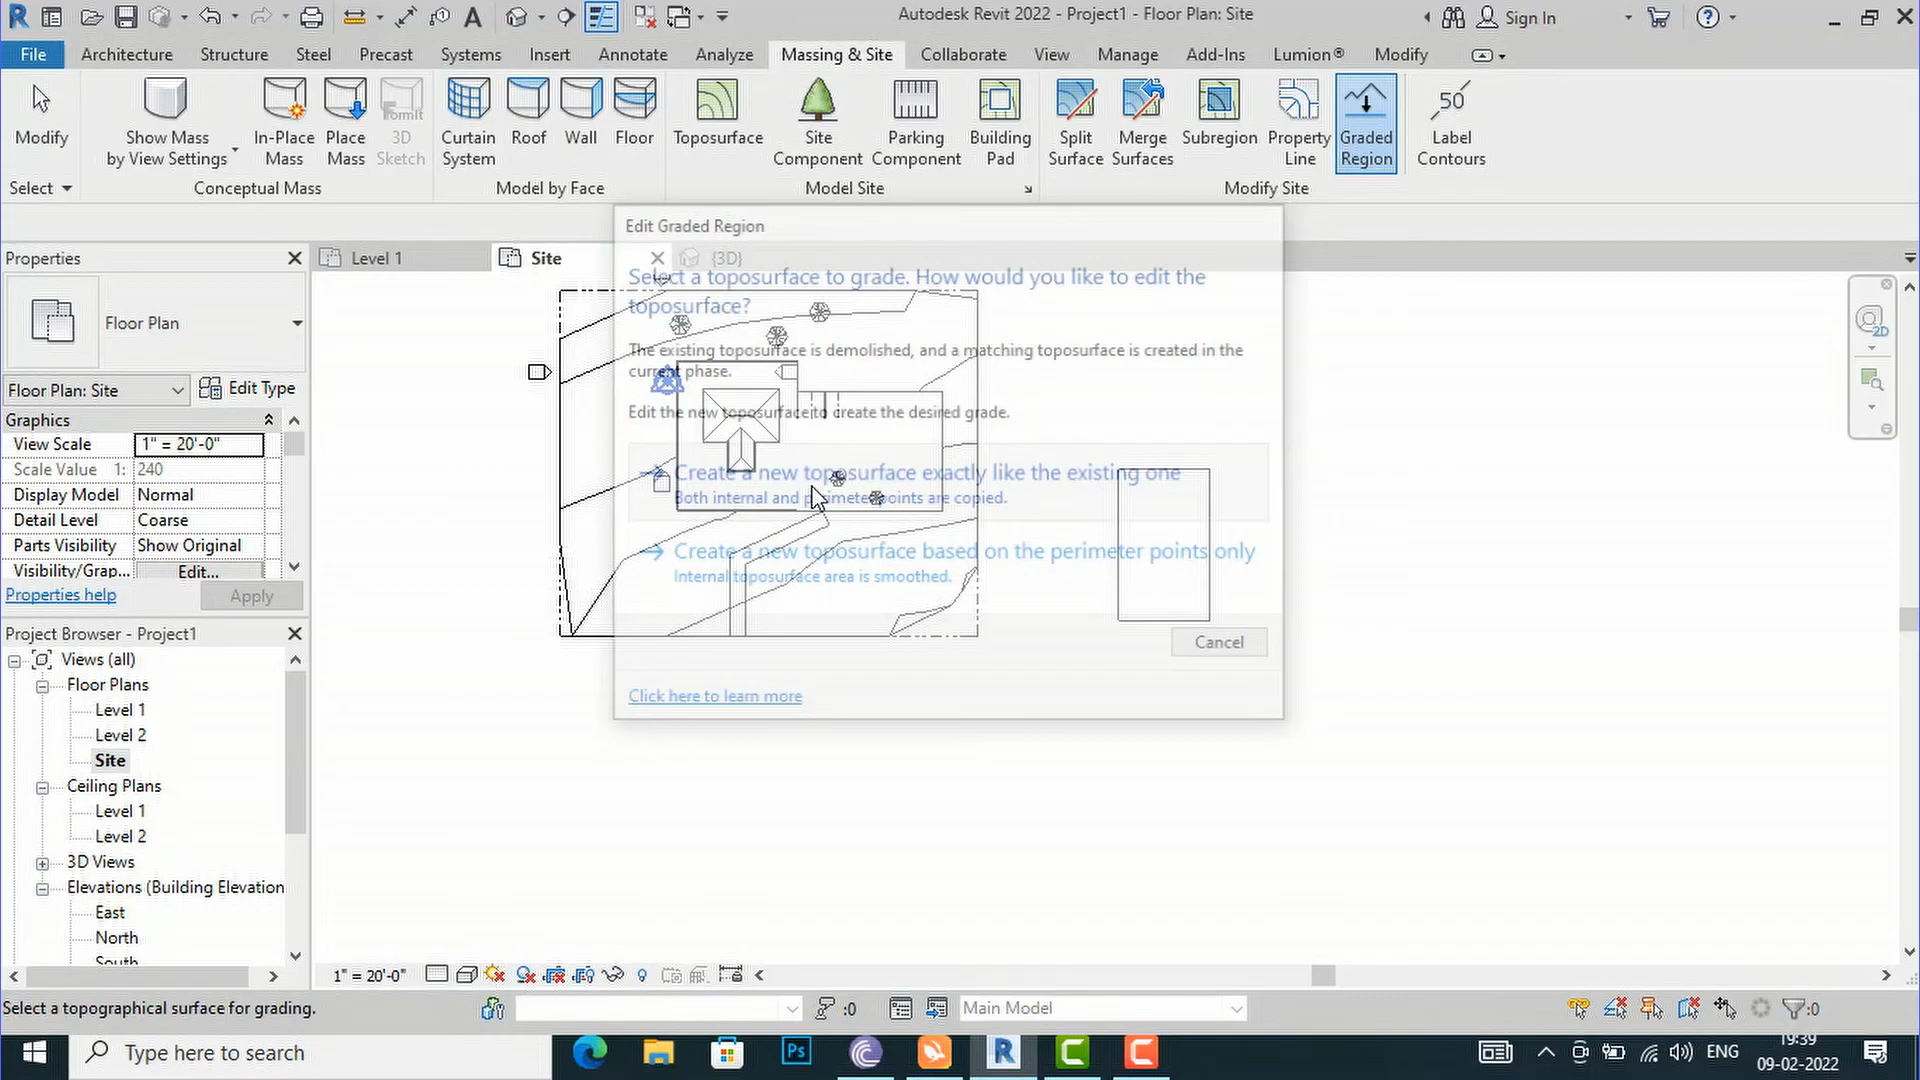 Autodesk Revit 2022 - Project1 - Floor Plan: Site
Sign In
File
Architecture
Structure
Steel
Precast
Systems
Insert
Annotate
Analyze
Massing & Site
Collaborate
View
Manage
Add-Ins
Lumion®
Modify
Modify
Show Mass
by View Settings
In-Place
Mass
Place
Mass
FormIt
3D
Sketch
Curtain
System
Roof
Wall
Floor
Toposurface
Site
Component
Parking
Component
Building
Pad
Split
Surface
Merge
Surfaces
Subregion
Property
Line
Graded
Region
50
Label
Contours
Select
Conceptual Mass
Model by Face
Model Site
Modify Site
Properties
Level 1
Site
{3D}
Floor Plan
Floor Plan: Site
Edit Type
Graphics
View Scale
1" = 20'-0"
Scale Value 1:
240
Display Model
Normal
Detail Level
Coarse
Parts Visibility
Show Original
Visibility/Grap...
Edit...
Properties help
Apply
Project Browser - Project1
Views (all)
Floor Plans
Level 1
Level 2
Site
Ceiling Plans
Level 1
Level 2
3D Views
Elevations (Building Elevation
East
North
South
Edit Graded Region
Select a toposurface to grade. How would you like to edit the
toposurface?
The existing toposurface is demolished, and a matching toposurface is created in the
current phase.
Edit the new toposurface to create the desired grade.
Create a new toposurface exactly like the existing one
Both internal and perimeter points are copied.
Create a new toposurface based on the perimeter points only
Internal toposurface area is smoothed.
Cancel
Click here to learn more
2D
1" = 20'-0"
Select a topographical surface for grading.
:0
Main Model
:0
Type here to search
Ps
R
ENG
19:39
09-02-2022